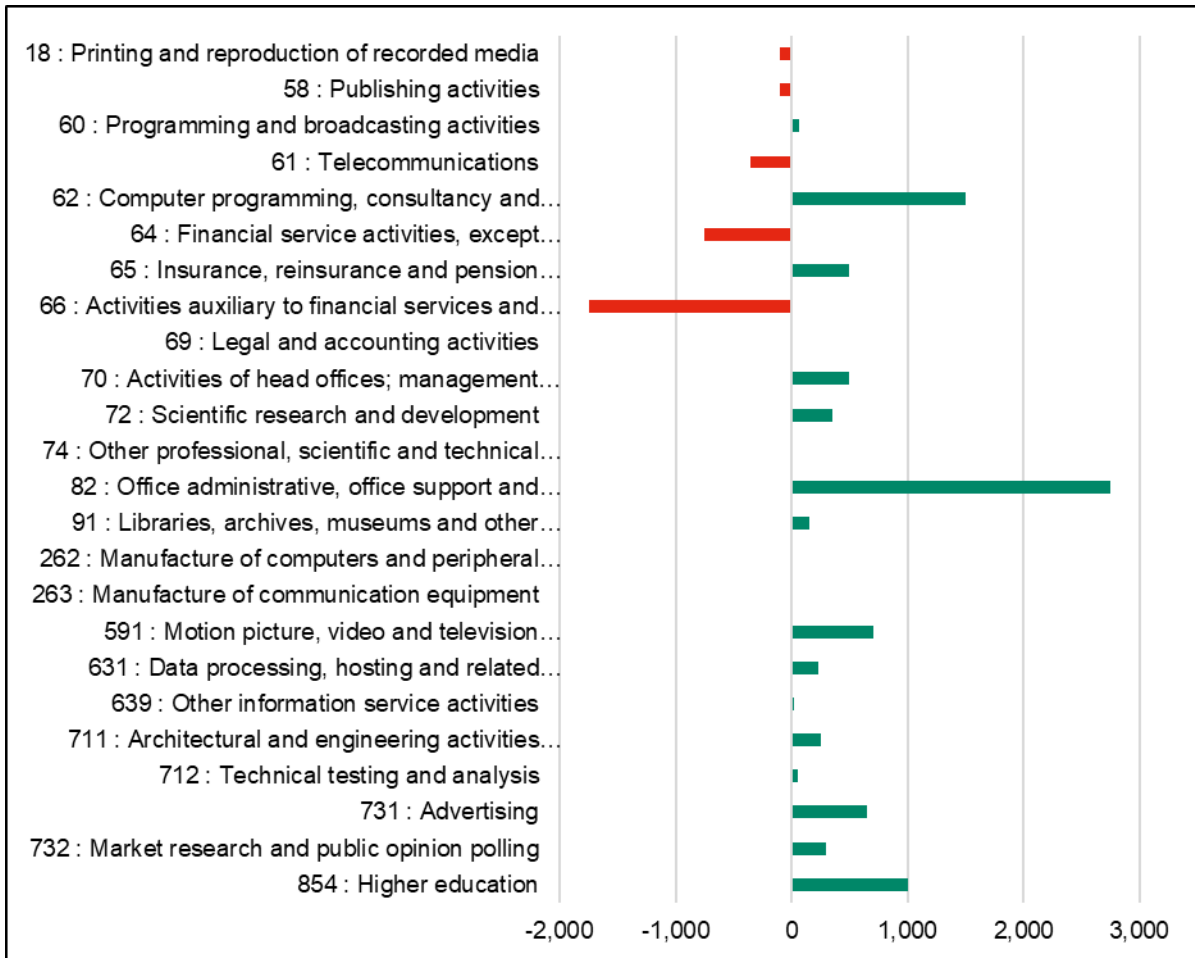 18 : Printing and reproduction of recorded media
58 : Publishing activities
60 : Programming and broadcasting activities
61 : Telecommunications
62 : Computer programming, consultancy and…
64 : Financial service activities, except…
65 : Insurance, reinsurance and pension…
66 : Activities auxiliary to financial services and…
69 : Legal and accounting activities
70 : Activities of head offices; management…
72 : Scientific research and development
74 : Other professional, scientific and technical…
82 : Office administrative, office support and…
91 : Libraries, archives, museums and other…
262 : Manufacture of computers and peripheral…
263 : Manufacture of communication equipment
591 : Motion picture, video and television…
631 : Data processing, hosting and related…
639 : Other information service activities
711 : Architectural and engineering activities…
712 : Technical testing and analysis
731 : Advertising
732 : Market research and public opinion polling
854 : Higher education
-2,000 -1,000 0 1,000 2,000 3,000